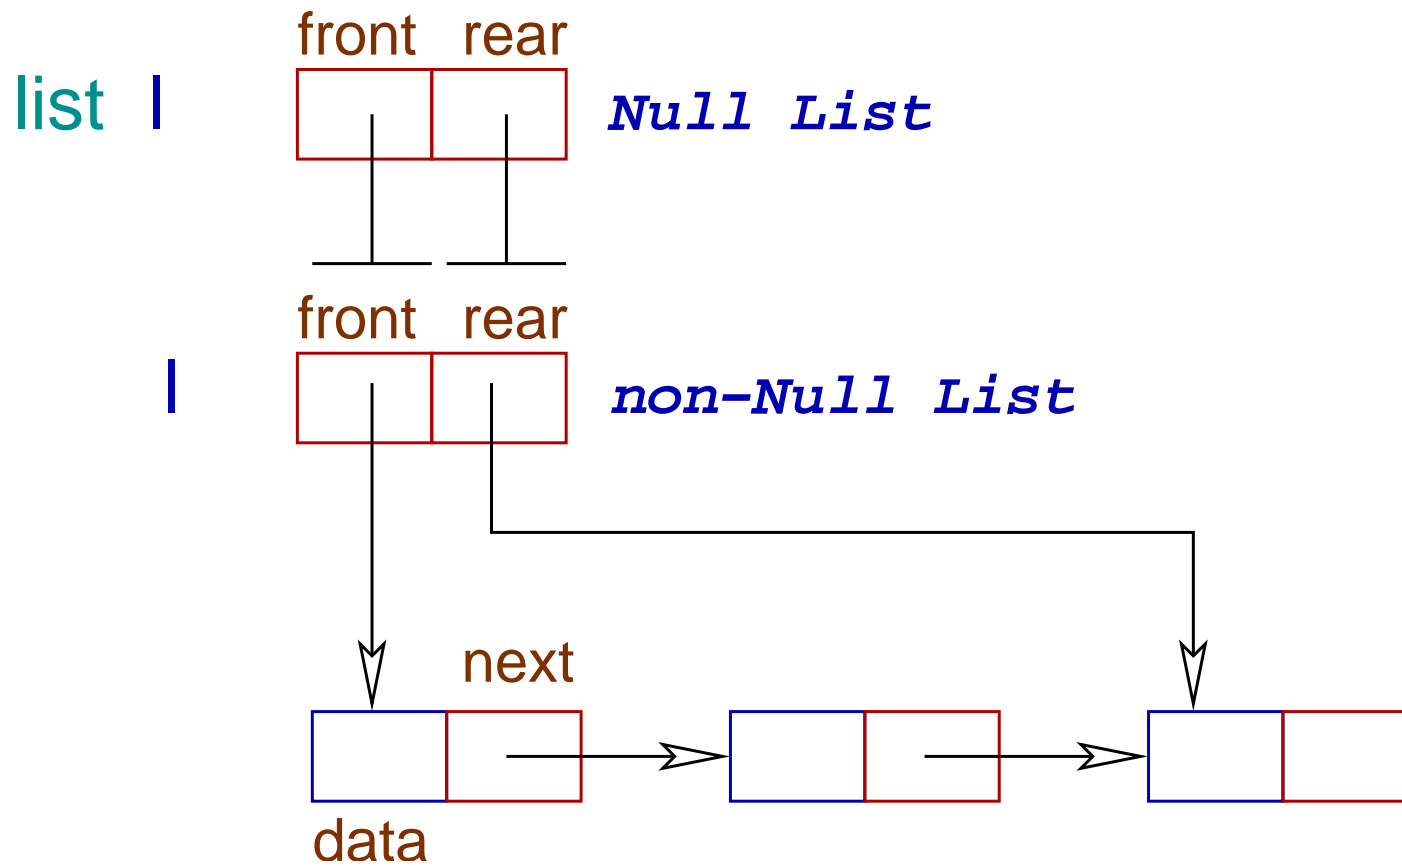 front rear
list l Null List
front rear
l non-Null List
next
data